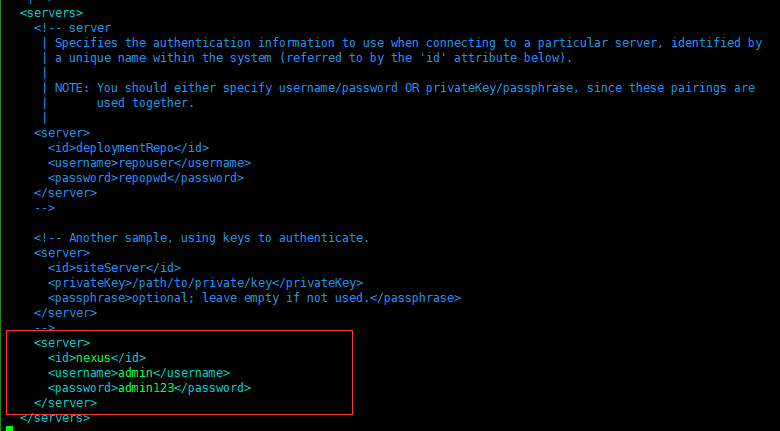 <servers>
<!-- server
| Specifies the authentication information to use when connecting to a particular server, identified by
| a unique name within the system (referred to by the 'id' attribute below).
|
| NOTE: You should either specify username/password OR privateKey/passphrase, since these pairings are
|       used together.
|
<server>
<id>deploymentRepo</id>
<username>repouser</username>
<password>repopwd</password>
</server>
-->
<!-- Another sample, using keys to authenticate.
<server>
<id>siteServer</id>
<privateKey>/path/to/private/key</privateKey>
<passphrase>optional; leave empty if not used.</passphrase>
</server>
-->
<server>
<id>nexus</id>
<username>admin</username>
<password>admin123</password>
</server>
</servers>